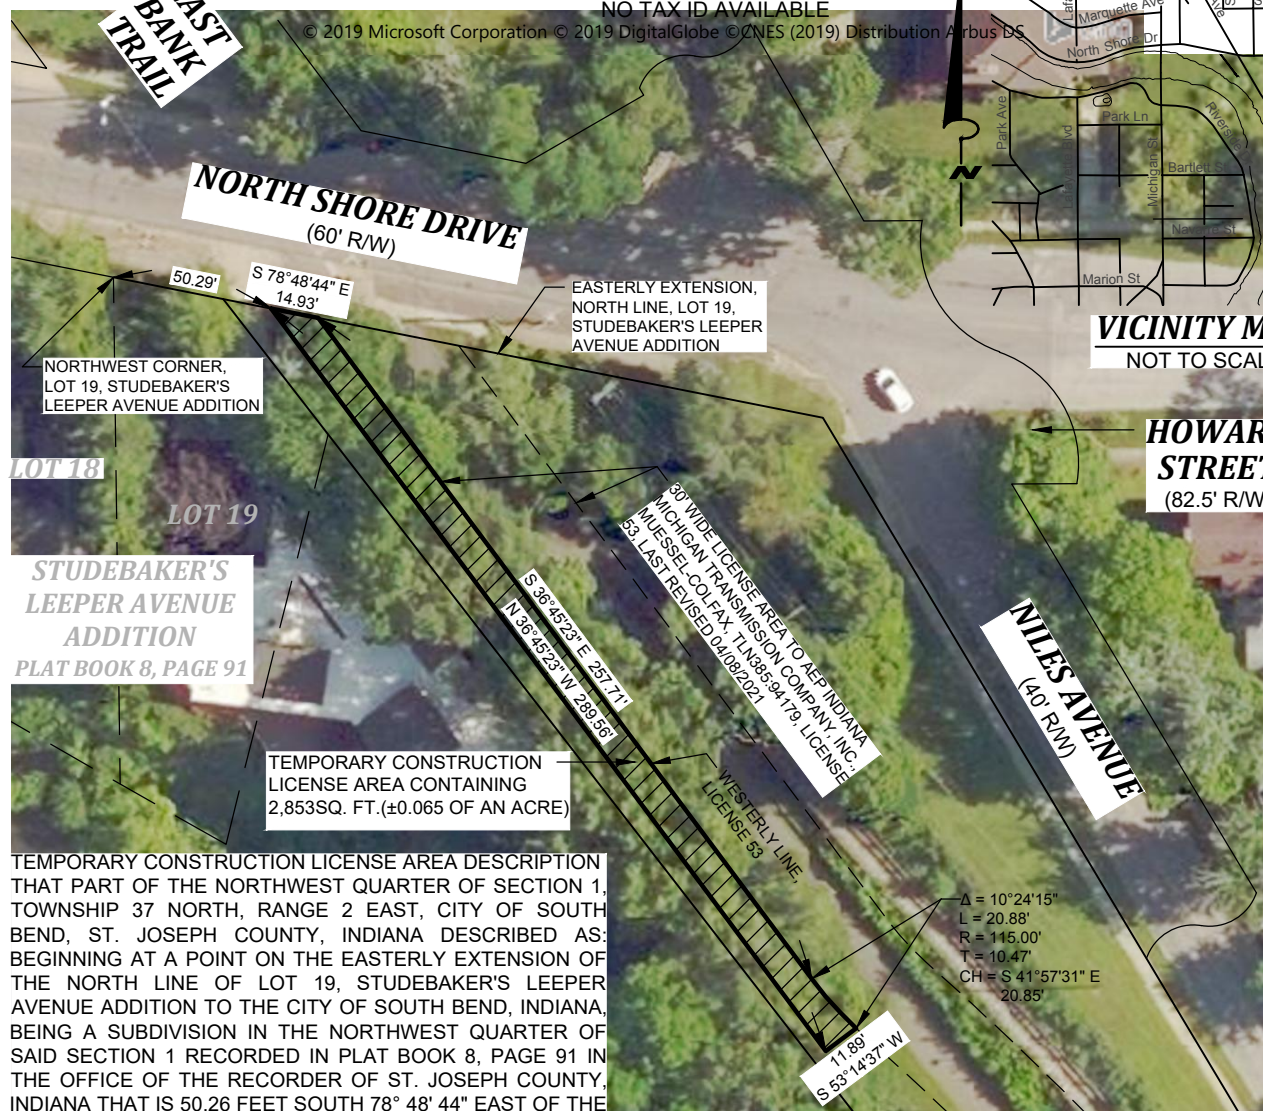 NO TAX ID AVAILABLE
© 2019 Microsoft Corporation © 2019 DigitalGlobe ©CNES (2019) Distribution Airbus DS
BANK
TRAIL
Marquette Ave
North Shore Dr
Park Ave
Park Ln
Michigan St
Bartlett St
Marion St
N
VICINITY
NOT TO
NORTH SHORE DRIVE
(60' R/W)
50.29'
S 78°48'44" E
14.93'
EASTERLY EXTENSION,
NORTH LINE, LOT 19,
STUDEBAKER'S LEEPER
AVENUE ADDITION
NORTHWEST CORNER,
LOT 19, STUDEBAKER'S
LEEPER AVENUE ADDITION
LOT 18
LOT 19
STUDEBAKER'S
LEEPER AVENUE
ADDITION
PLAT BOOK 8, PAGE 91
(82.5' R/W
30' WIDE LICENSE AREA TO AEP INDIANA
MICHIGAN TRANSMISSION COMPANY, INC.,
MUESSEL-COLFAX, TLN385:94179, LICENSE
53, LAST REVISED 04/08/2021
S 36°45'23" E 257.71'
N 36°45'23" W 289.56'
NILES AVENUE
(40' R/W)
TEMPORARY CONSTRUCTION
LICENSE AREA CONTAINING
2,853SQ. FT.(±0.065 OF AN ACRE)
WESTERLY LINE,
LICENSE 53
Δ = 10°24'15"
L = 20.88'
R = 115.00'
T = 10.47'
CH = S 41°57'31" E
20.85'
11.89'
S 53°14'37" W
TEMPORARY CONSTRUCTION LICENSE AREA DESCRIPTION
THAT PART OF THE NORTHWEST QUARTER OF SECTION 1,
TOWNSHIP 37 NORTH, RANGE 2 EAST, CITY OF SOUTH
BEND, ST. JOSEPH COUNTY, INDIANA DESCRIBED AS:
BEGINNING AT A POINT ON THE EASTERLY EXTENSION OF
THE NORTH LINE OF LOT 19, STUDEBAKER'S LEEPER
AVENUE ADDITION TO THE CITY OF SOUTH BEND, INDIANA,
BEING A SUBDIVISION IN THE NORTHWEST QUARTER OF
SAID SECTION 1 RECORDED IN PLAT BOOK 8, PAGE 91 IN
THE OFFICE OF THE RECORDER OF ST. JOSEPH COUNTY,
INDIANA THAT IS 50.26 FEET SOUTH 78° 48' 44" EAST OF THE